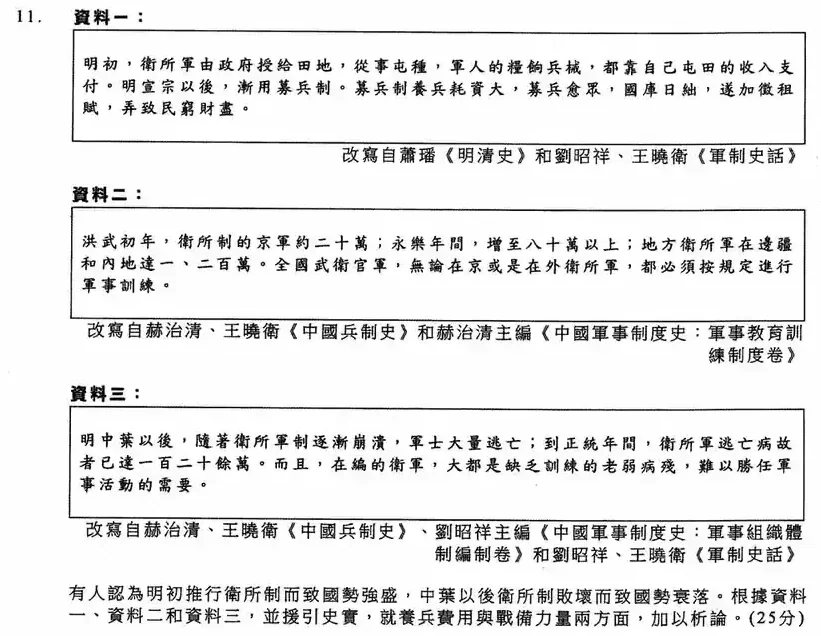 11. 資料一：
明初，衛所軍由政府授給田地，從事屯種，軍人的糧餉兵械，都靠自己屯田的收入支
付。明宣宗以後，漸用募兵制。募兵制養兵耗資大，募兵愈眾，國庫日絀，遂加徵租
賦，弄致民窮財盡。
改寫自蕭璠《明清史》和劉昭祥、王曉衛《軍制史話》
資料二：
洪武初年，衛所制的京軍約二十萬；永樂年間，增至八十萬以上；地方衛所軍在邊疆
和內地達一、二百萬。全國武衛官軍，無論在京或是在外衛所軍，都必須按規定進行
軍事訓練。
改寫自赫治清、王曉衛《中國兵制史》和赫治清主編《中國軍事制度史：軍事教育訓
練制度卷》
資料三：
明中葉以後，隨著衛所軍制逐漸崩潰，軍士大量逃亡；到正統年間，衛所軍逃亡病故
者已達一百二十餘萬。而且，在編的衛軍，大都是缺乏訓練的老弱病殘，難以勝任軍
事活動的需要。
改寫自赫治清、王曉衛《中國兵制史》、劉昭祥主編《中國軍事制度史：軍事組織體
制編制卷》和劉昭祥、王曉衛《軍制史話》
有人認為明初推行衛所制而致國勢強盛，中葉以後衛所制敗壞而致國勢衰落。根據資料
一、資料二和資料三，並援引史實，就養兵費用與戰備力量兩方面，加以析論。(25分)